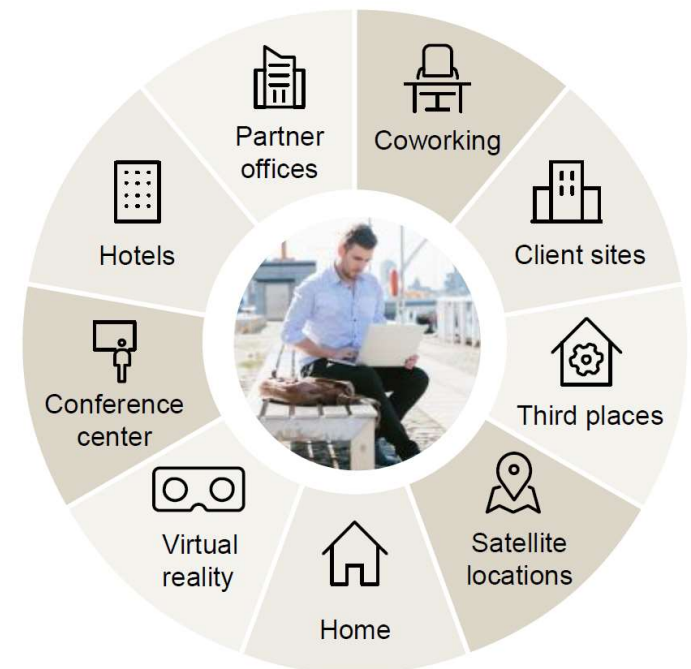 Partner
offices
Coworking
Client sites
Third places
Satellite
locations
Home
Virtual
reality
Conference
center
Hotels